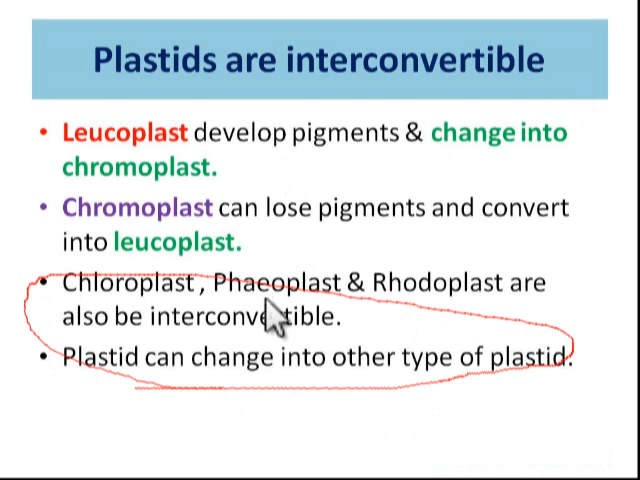 Plastids are interconvertible
• Leucoplast develop pigments & change into
chromoplast.
• Chromoplast can lose pigments and convert
into leucoplast.
• Chloroplast , Phaeoplast & Rhodoplast are
also be interconvertible.
• Plastid can change into other type of plastid.